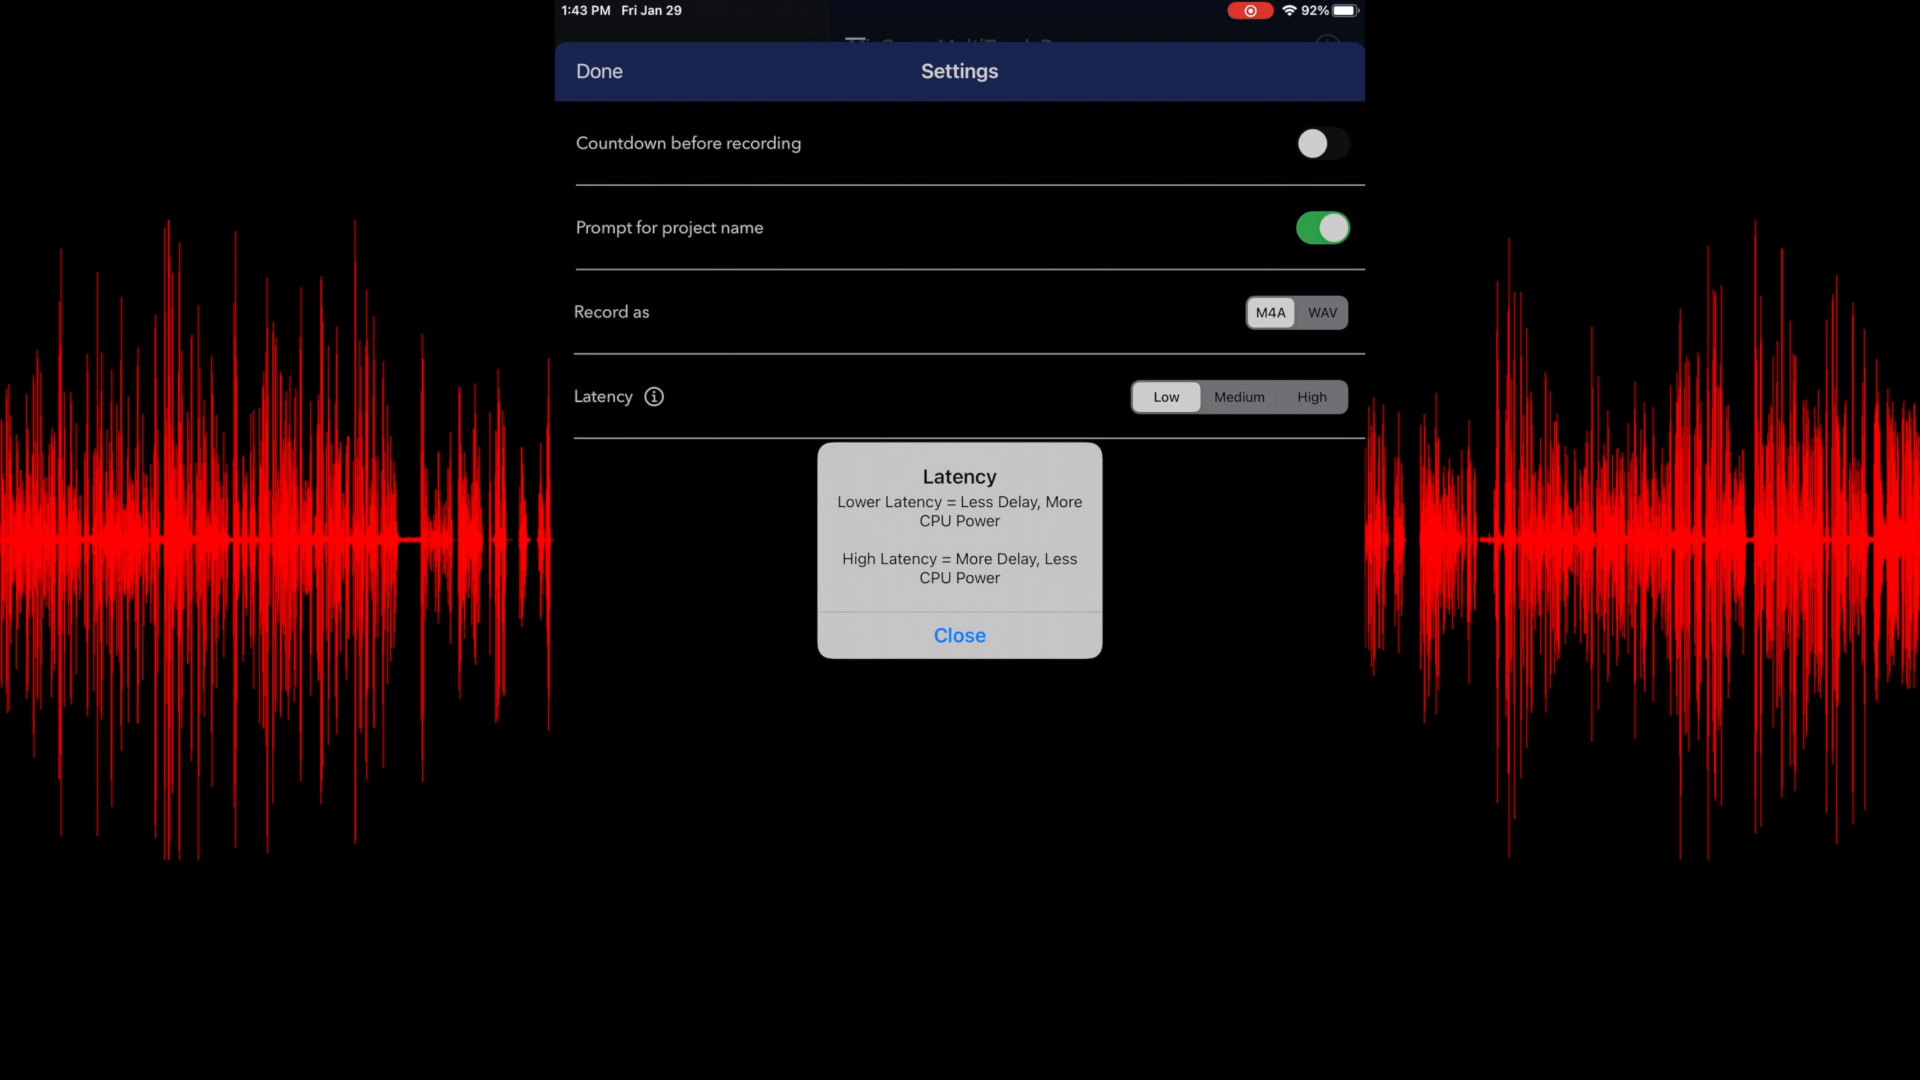 1:43 PM Fri Jan 29
92%
Done
Settings
Countdown before recording
Prompt for project name
Record as
M4A WAV
Latency
Low Medium High
Latency
Lower Latency = Less Delay, More
CPU Power
High Latency = More Delay, Less
CPU Power
Close